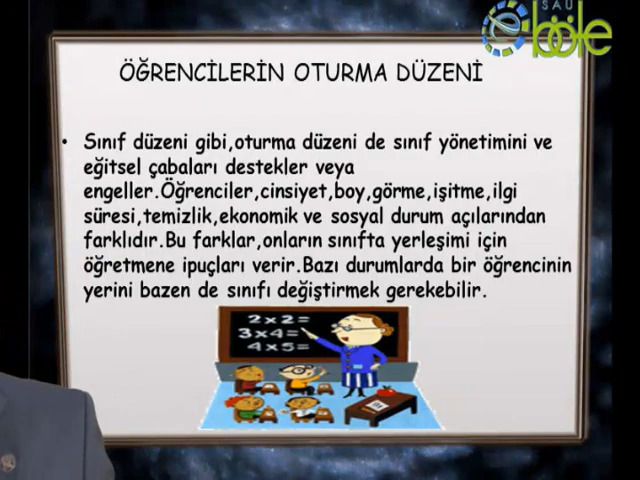 SAU
e
böte
ÖĞRENCİLERİN OTURMA DÜZENİ
• Sınıf düzeni gibi,oturma düzeni de sınıf yönetimini ve
eğitsel çabaları destekler veya
engeller.Öğrenciler,cinsiyet,boy,görme,işitme,ilgi
süresi,temizlik,ekonomik ve sosyal durum açılarından
farklıdır.Bu farklar,onların sınıfta yerleşimi için
öğretmene ipuçları verir.Bazı durumlarda bir öğrencinin
yerini bazen de sınıfı değiştirmek gerekebilir.
2x2=
3x4=
4x5=